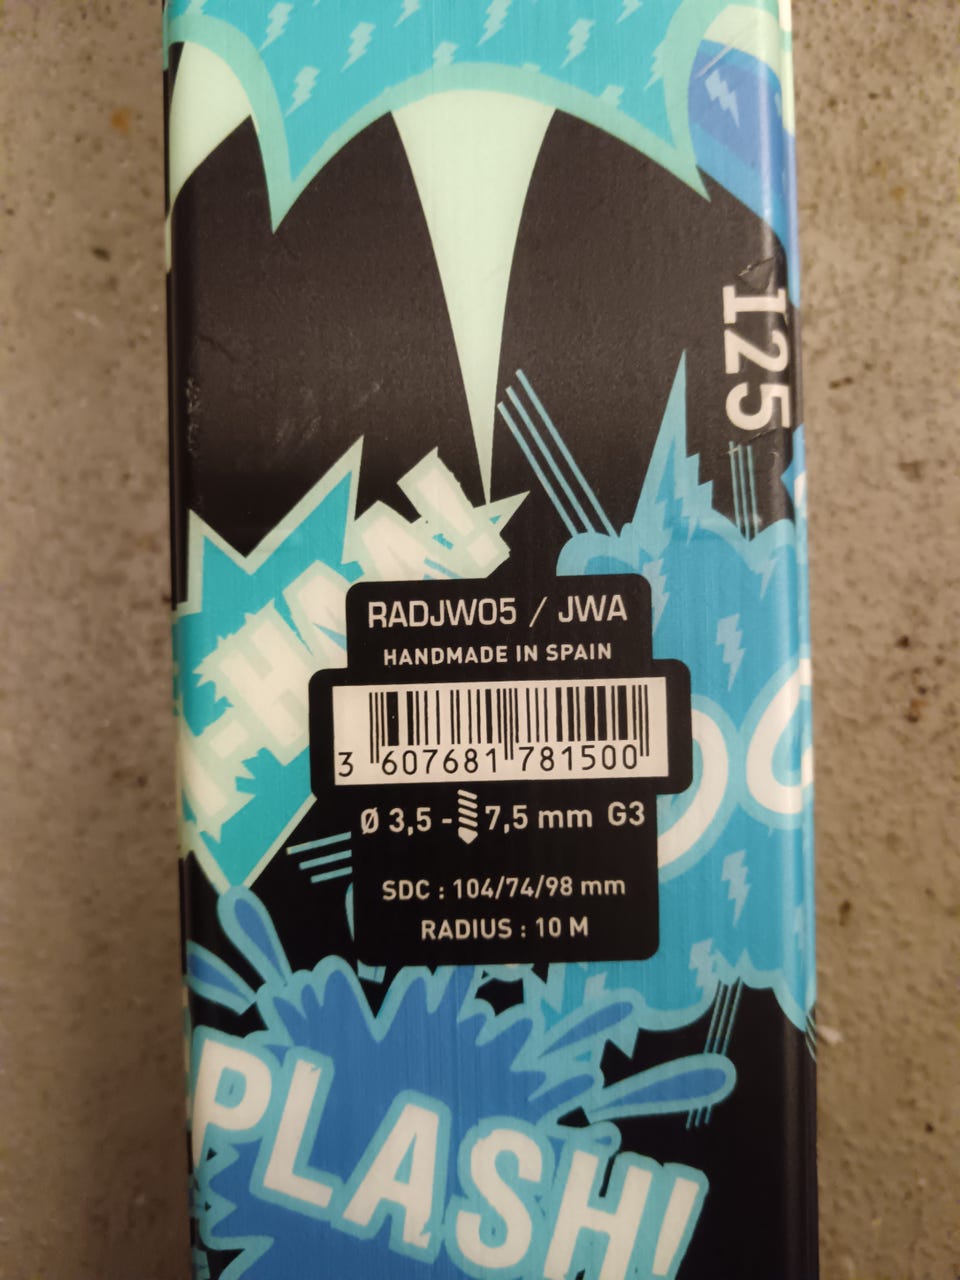 125
RADJW05 / JWA
HANDMADE IN SPAIN
3 607681 781500
Ø 3,5 - 7,5 mm G3
SDC : 104/74/98 mm
RADIUS : 10 M
PLASH!